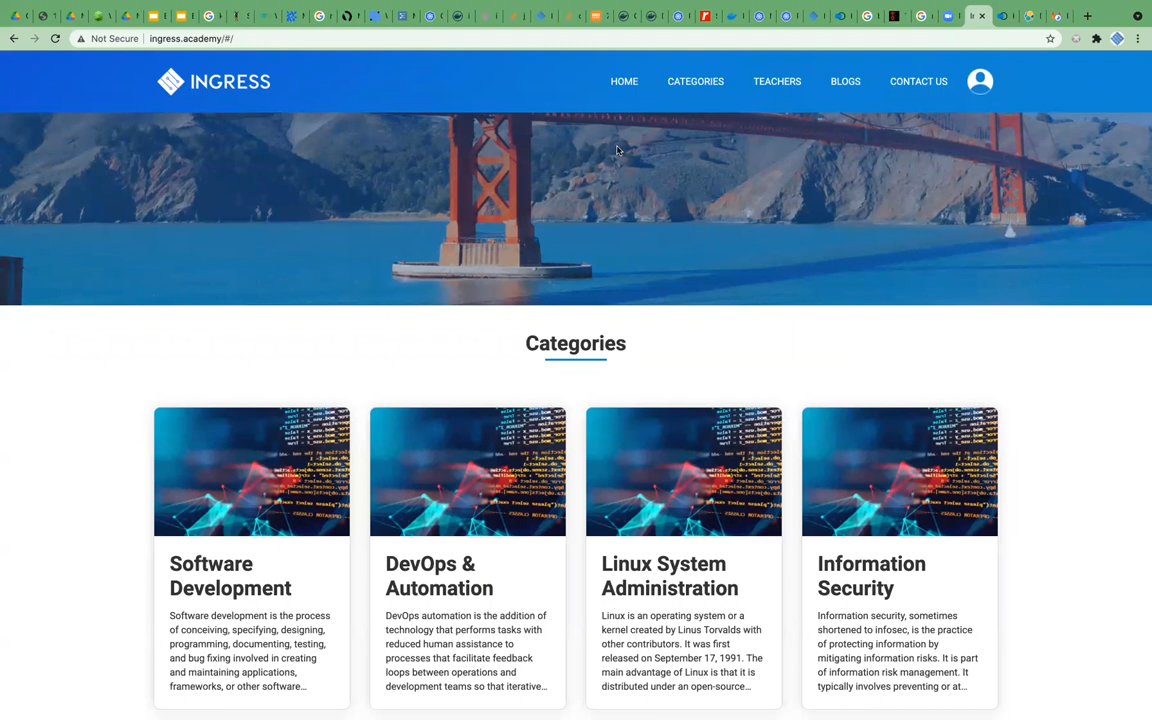 Not Secure
ingress.academy/#/
INGRESS
HOME
CATEGORIES
TEACHERS
BLOGS
CONTACT US
Categories
Software
Development
Software development is the process
of conceiving, specifying, designing,
programming, documenting, testing,
and bug fixing involved in creating
and maintaining applications,
frameworks, or other software...
DevOps &
Automation
DevOps automation is the addition of
technology that performs tasks with
reduced human assistance to
processes that facilitate feedback
loops between operations and
development teams so that iterative...
Linux System
Administration
Linux is an operating system or a
kernel created by Linus Torvalds with
other contributors. It was first
released on September 17, 1991. The
main advantage of Linux is that it is
distributed under an open-source...
Information
Security
Information security, sometimes
shortened to infosec, is the practice
of protecting information by
mitigating information risks. It is part
of information risk management. It
typically involves preventing or at...